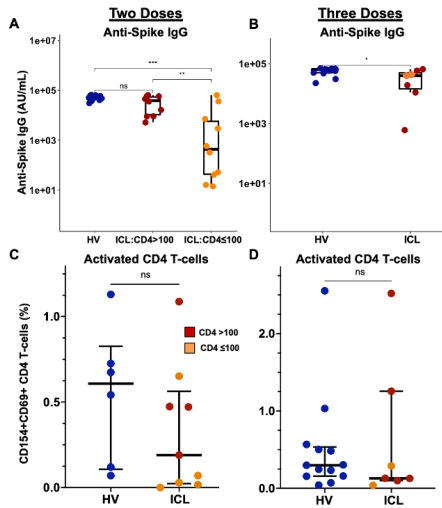 Two Doses
Three Doses
A
Anti-Spike IgG
B
Anti-Spike IgG
Anti-Spike IgG (AU/mL)
1e+07
1e+05
1e+03
1e+01
***
ns
**
HV
ICL:CD4>100
ICL:CD4≤100
1e+05
1e+03
1e+01
*
HV
ICL
C
Activated CD4 T-cells
D
Activated CD4 T-cells
CD154+CD69+ CD4 T-cells (%)
1.0
0.5
0.0
ns
CD4 >100
CD4 ≤100
HV
ICL
2.0
1.0
0.0
ns
HV
ICL